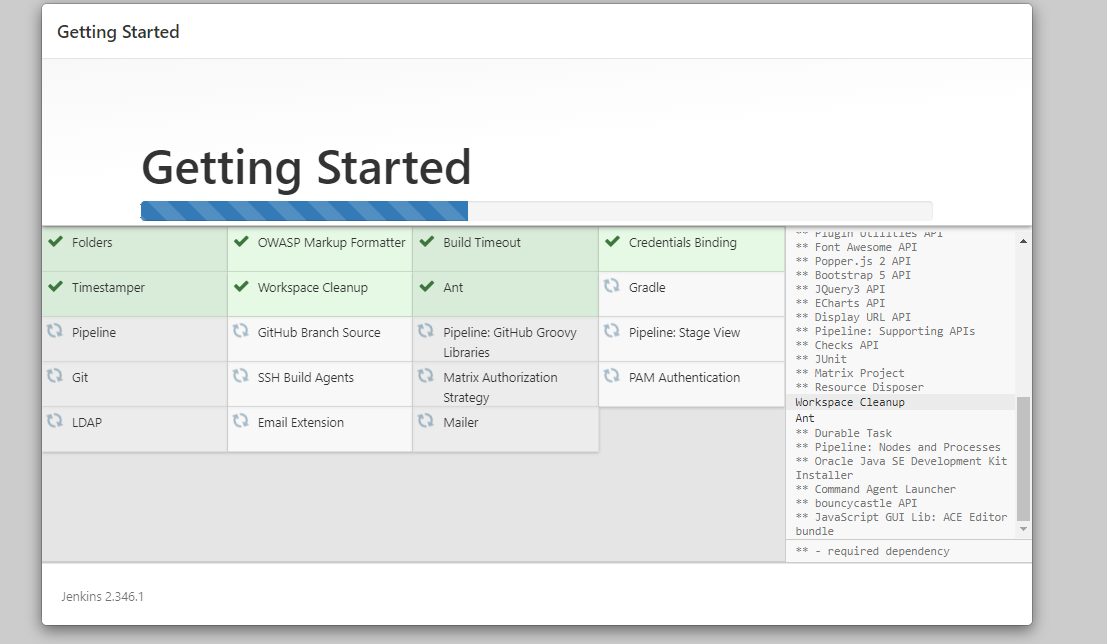 Getting Started
Getting Started
Folders
OWASP Markup Formatter
Build Timeout
Credentials Binding
Timestamper
Workspace Cleanup
Ant
Gradle
Pipeline
GitHub Branch Source
Pipeline: GitHub Groovy
Libraries
Pipeline: Stage View
Git
SSH Build Agents
Matrix Authorization
Strategy
PAM Authentication
LDAP
Email Extension
Mailer
** Plugin Utilities API
** Font Awesome API
** Popper.js 2 API
** Bootstrap 5 API
** JQuery3 API
** ECharts API
** Display URL API
** Pipeline: Supporting APIs
** Checks API
** JUnit
** Matrix Project
** Resource Disposer
Workspace Cleanup
Ant
** Durable Task
** Pipeline: Nodes and Processes
** Oracle Java SE Development Kit
Installer
** Command Agent Launcher
** bouncycastle API
** JavaScript GUI Lib: ACE Editor
bundle
** - required dependency
Jenkins 2.346.1